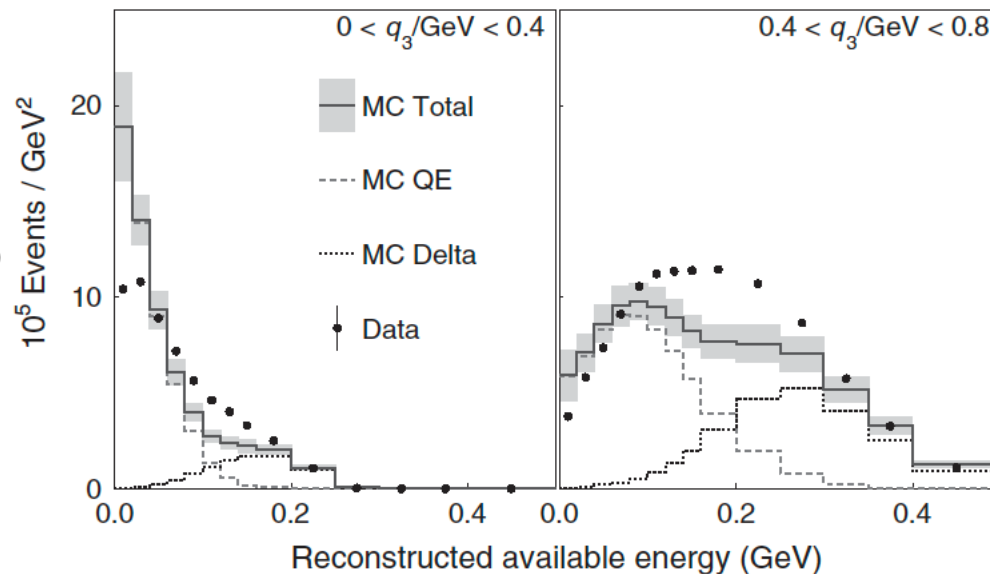 0 < q3/GeV < 0.4
0.4 < q3/GeV < 0.8
MC Total
MC QE
MC Delta
Data
10^5 Events / GeV^2
20
10
0
0.0 0.2 0.4 0.0 0.2 0.4
Reconstructed available energy (GeV)